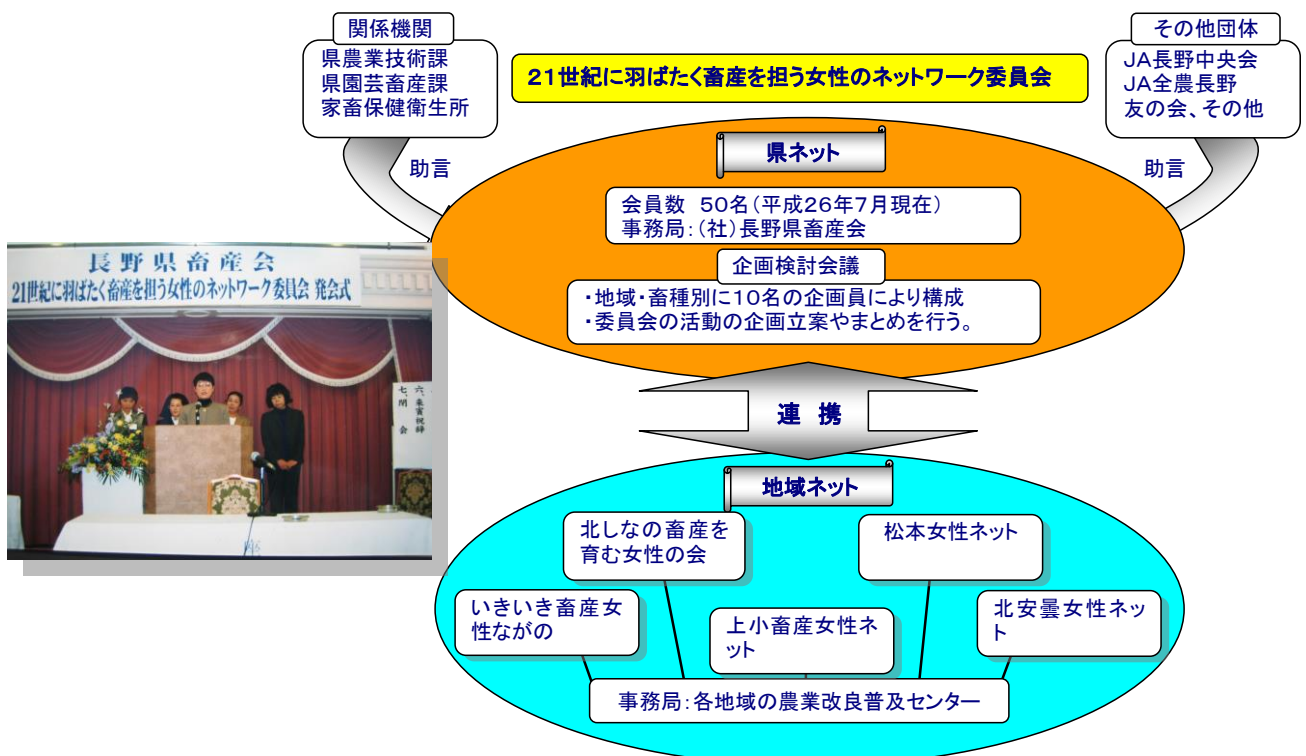 関係機関
県農業技術課
県園芸畜産課
家畜保健衛生所
21世紀に羽ばたく畜産を担う女性のネットワーク委員会
その他団体
JA長野中央会
JA全農長野
友の会、その他
助言
助言
県ネット
会員数 50名(平成26年7月現在)
事務局:(社)長野県畜産会
企画検討会議
・地域・畜種別に10名の企画員により構成
・委員会の活動の企画立案やまとめを行う。
長野県畜産会
21世紀に羽ばたく畜産を担う女性のネットワーク委員会 発会式
六、来賓祝辞
七、閉会
連携
地域ネット
北しなの畜産を
育む女性の会
松本女性ネット
いきいき畜産女
性ながの
上小畜産女性ネ
ット
北安曇女性ネッ
ト
事務局:各地域の農業改良普及センター